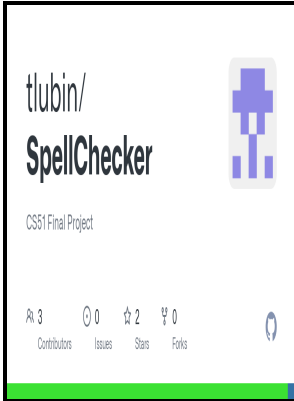 tlubin/
SpellChecker
CS51 Final Project
3 0 2 0
Contributors Issues Stars Forks